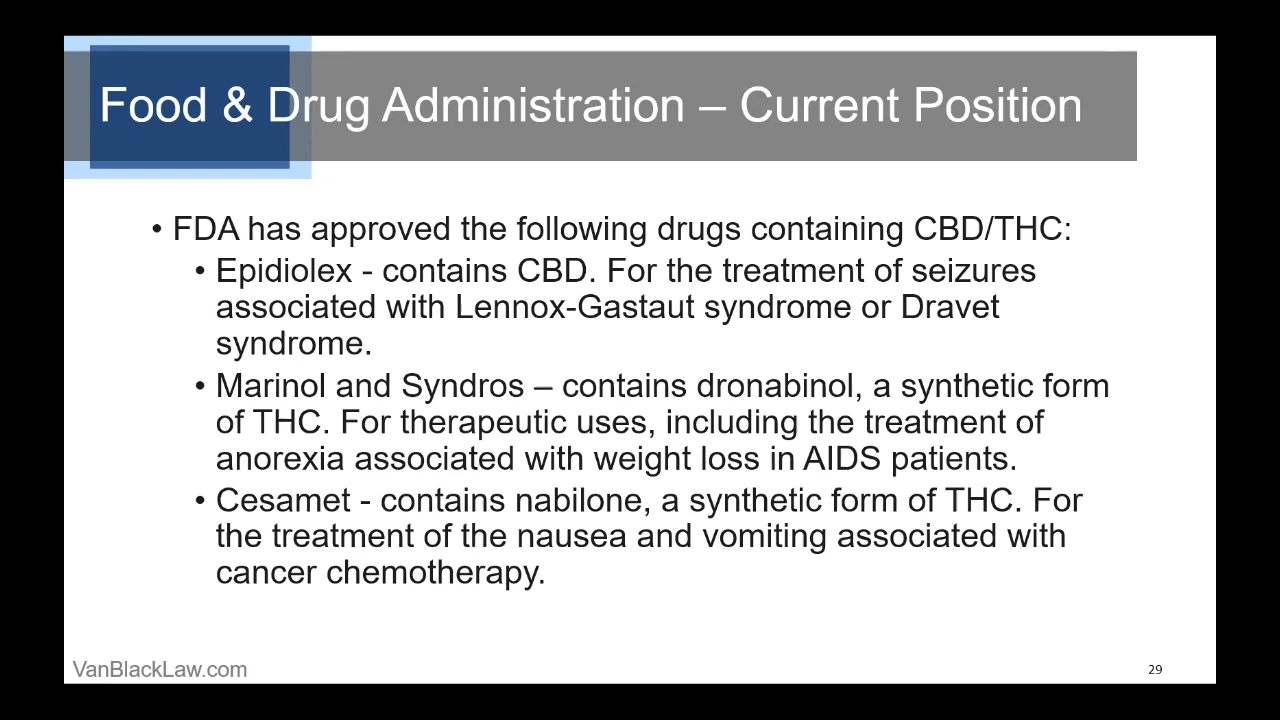 Food & Drug Administration – Current Position
• FDA has approved the following drugs containing CBD/THC:
• Epidiolex - contains CBD. For the treatment of seizures
associated with Lennox-Gastaut syndrome or Dravet
syndrome.
• Marinol and Syndros – contains dronabinol, a synthetic form
of THC. For therapeutic uses, including the treatment of
anorexia associated with weight loss in AIDS patients.
• Cesamet - contains nabilone, a synthetic form of THC. For
the treatment of the nausea and vomiting associated with
cancer chemotherapy.
VanBlackLaw.com
29